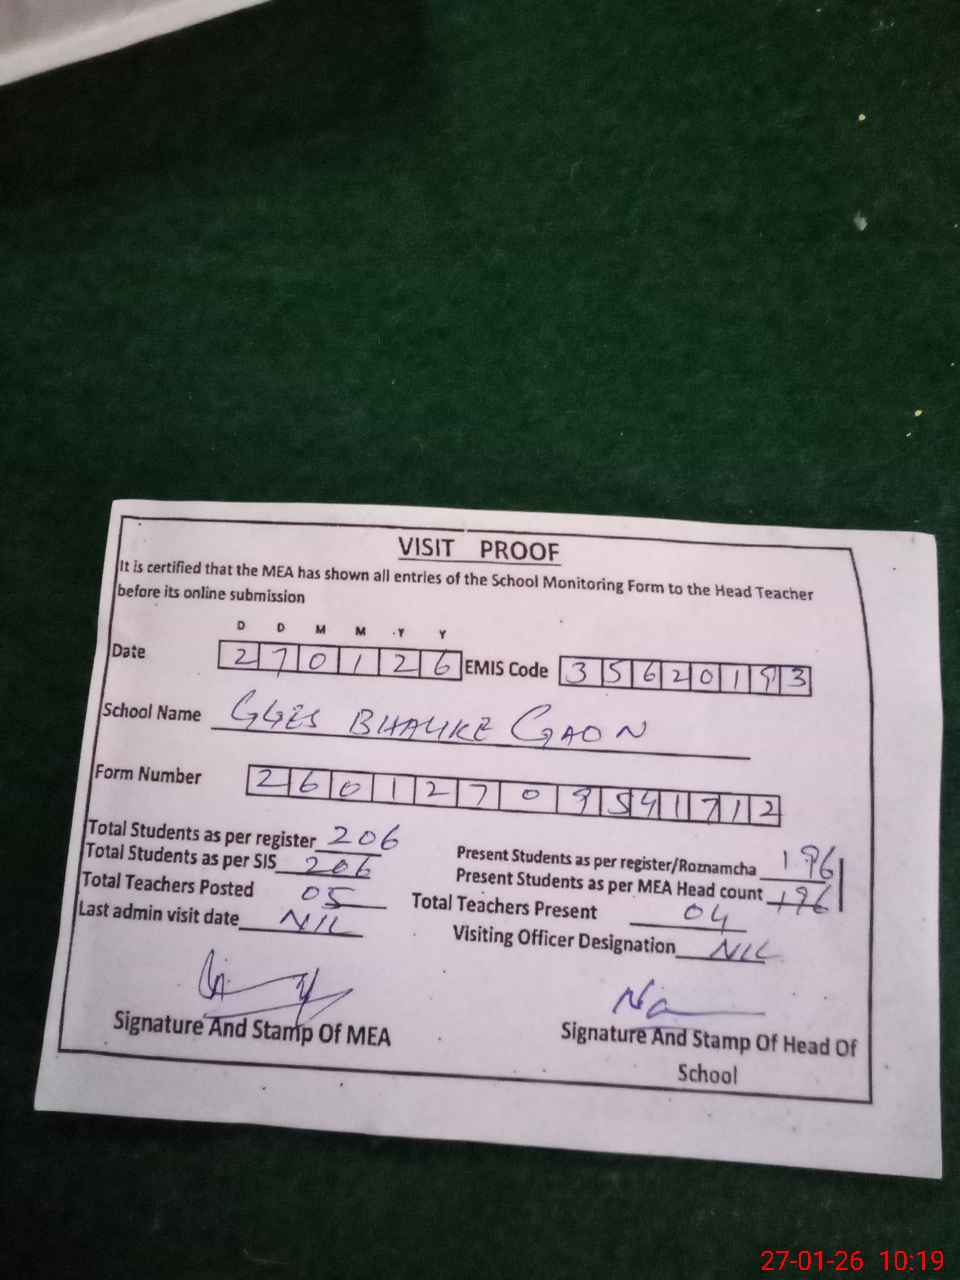 VISIT PROOF
It is certified that the MEA has shown all entries of the School Monitoring Form to the Head Teacher
before its online submission
D D M M Y Y
Date 2 7 0 1 2 6 EMIS Code 3 5 6 2 0 1 9 3
School Name GGES BHALIKE GAON
Form Number 2 6 0 1 2 7 0 9 5 4 1 7 1 2
Total Students as per register 206
Present Students as per register/Roznamcha 196
Total Students as per SIS 206
Present Students as per MEA Head count 196
Total Teachers Posted 05
Total Teachers Present 04
Last admin visit date NIL
Visiting Officer Designation NIL
Signature And Stamp Of MEA
Signature And Stamp Of Head Of
School
27-01-26 10:19